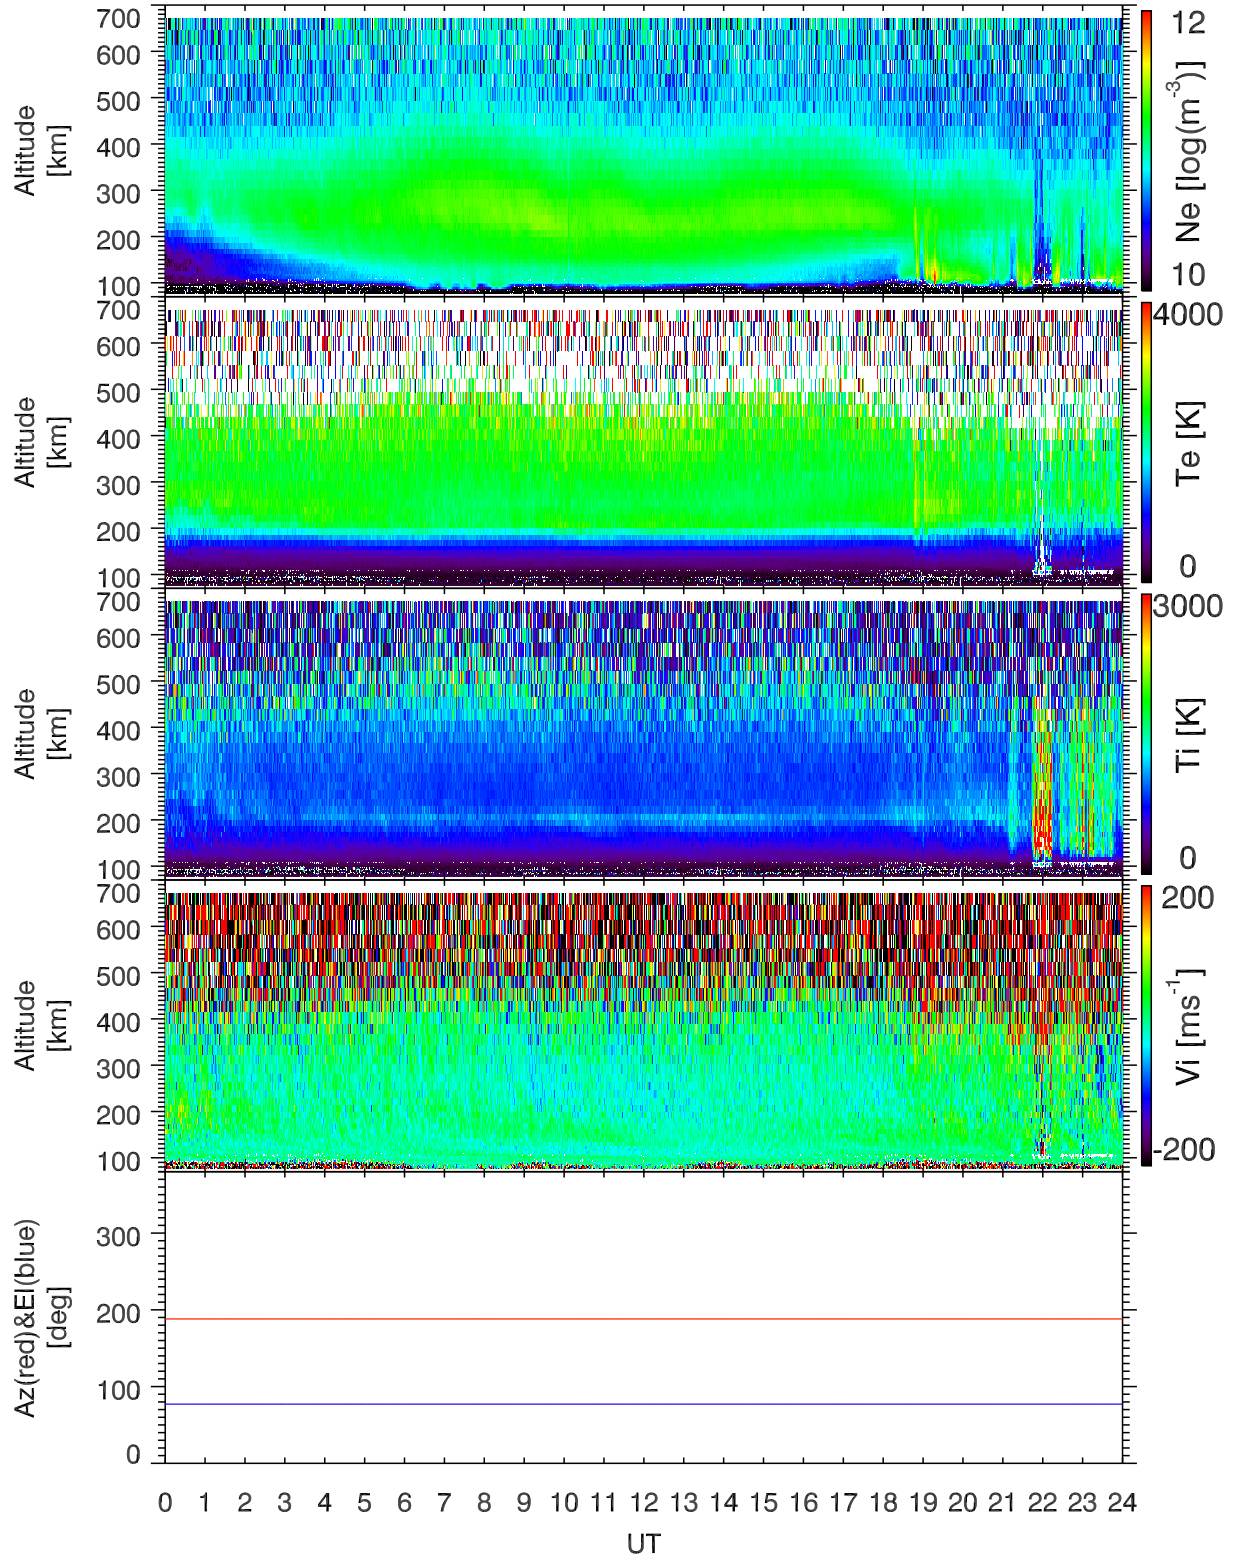 700
600
500
400
300
200
100
Altitude
[km]
12
10
Ne [log(m⁻³)]
700
600
500
400
300
200
100
Altitude
[km]
4000
0
Te [K]
700
600
500
400
300
200
100
Altitude
[km]
3000
0
Ti [K]
700
600
500
400
300
200
100
Altitude
[km]
200
-200
Vi [ms⁻¹]
300
200
100
0
Az(red)&El(blue)
[deg]
0 1 2 3 4 5 6 7 8 9 10 11 12 13 14 15 16 17 18 19 20 21 22 23 24
UT